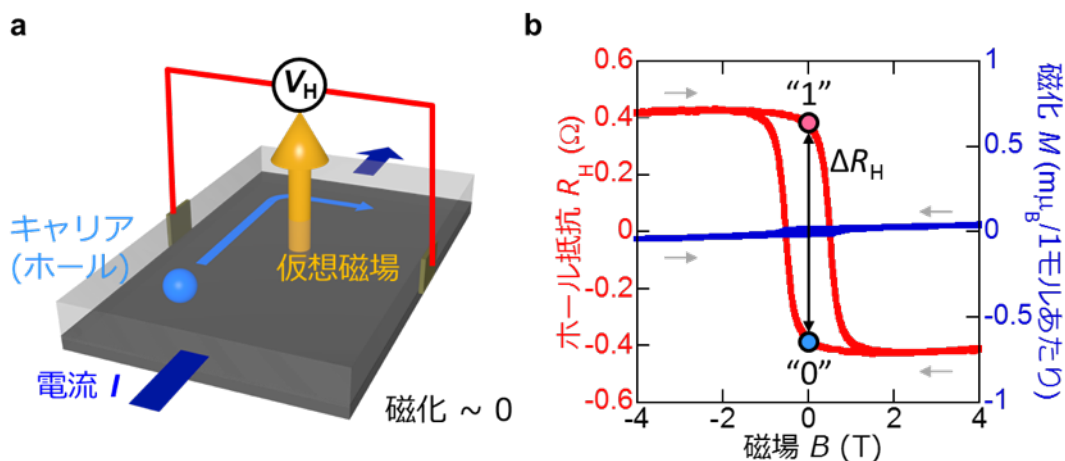 a
V_H
キャリア
(ホール)
仮想磁場
電流 I
磁化 ~ 0
b
ホール抵抗 R_H (Ω)
0.6
0.4
0.2
0
-0.2
-0.4
-0.6
“1”
ΔR_H
“0”
-4
-2
0
2
4
磁場 B (T)
1
0.5
0
-0.5
-1
磁化 M (mμ_B/1モルあたり)